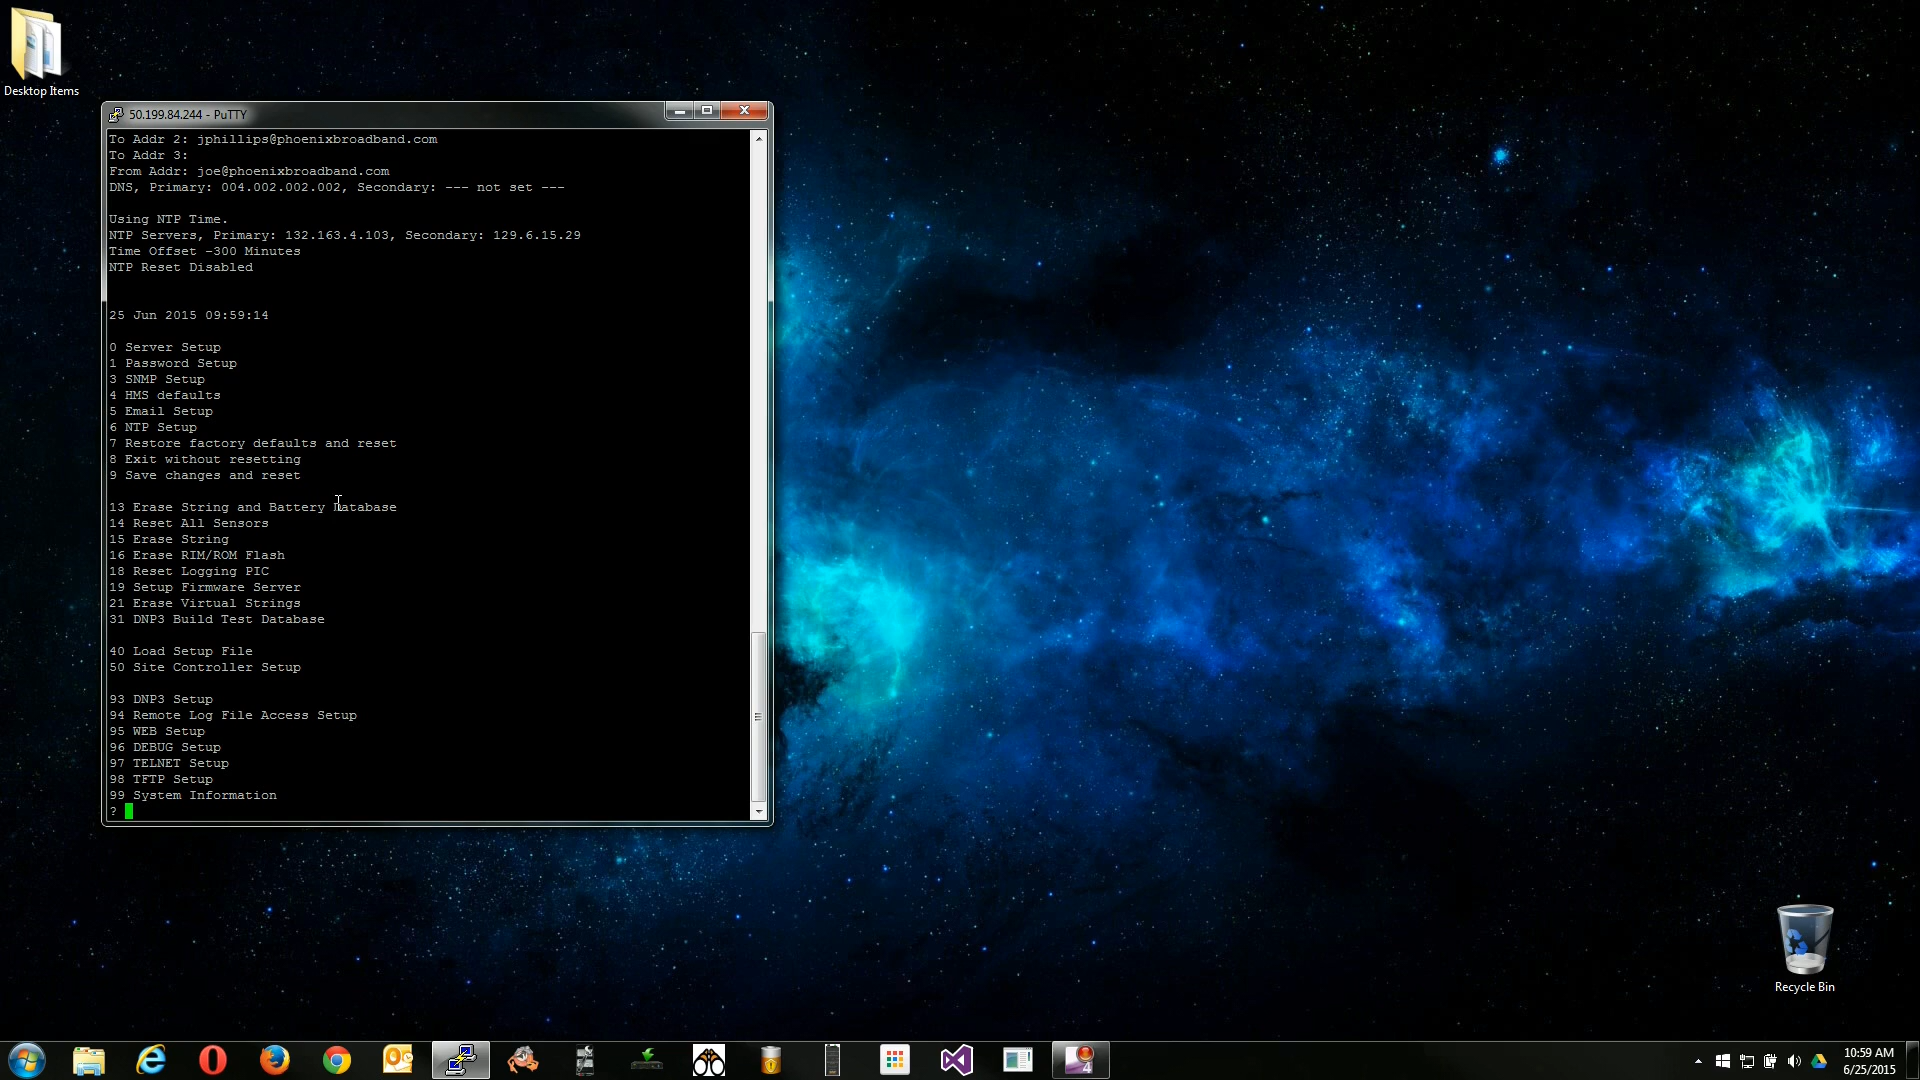 Desktop Items
50.199.84.244 - PuTTY
To Addr 2: jphillips@phoenixbroadband.com
To Addr 3:
From Addr: joe@phoenixbroadband.com
DNS, Primary: 004.002.002.002, Secondary: --- not set ---
Using NTP Time.
NTP Servers, Primary: 132.163.4.103, Secondary: 129.6.15.29
Time Offset -300 Minutes
NTP Reset Disabled
25 Jun 2015 09:59:14
0 Server Setup
1 Password Setup
3 SNMP Setup
4 HMS defaults
5 Email Setup
6 NTP Setup
7 Restore factory defaults and reset
8 Exit without resetting
9 Save changes and reset
13 Erase String and Battery Database
14 Reset All Sensors
15 Erase String
16 Erase RIM/ROM Flash
18 Reset Logging PIC
19 Setup Firmware Server
21 Erase Virtual Strings
31 DNP3 Build Test Database
40 Load Setup File
50 Site Controller Setup
93 DNP3 Setup
94 Remote Log File Access Setup
95 WEB Setup
96 DEBUG Setup
97 TELNET Setup
98 TFTP Setup
99 System Information
?
Recycle Bin
4
10:59 AM
6/25/2015